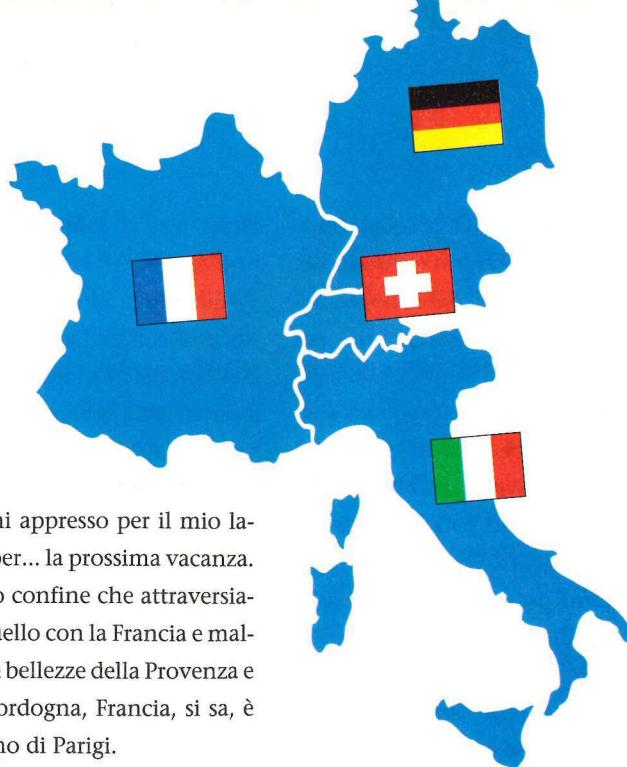 ni appresso per il mio la-
per... la prossima vacanza.
o confine che attraversia-
uello con la Francia e mal-
e bellezze della Provenza e
ordogna, Francia, si sa, è
no di Parigi.